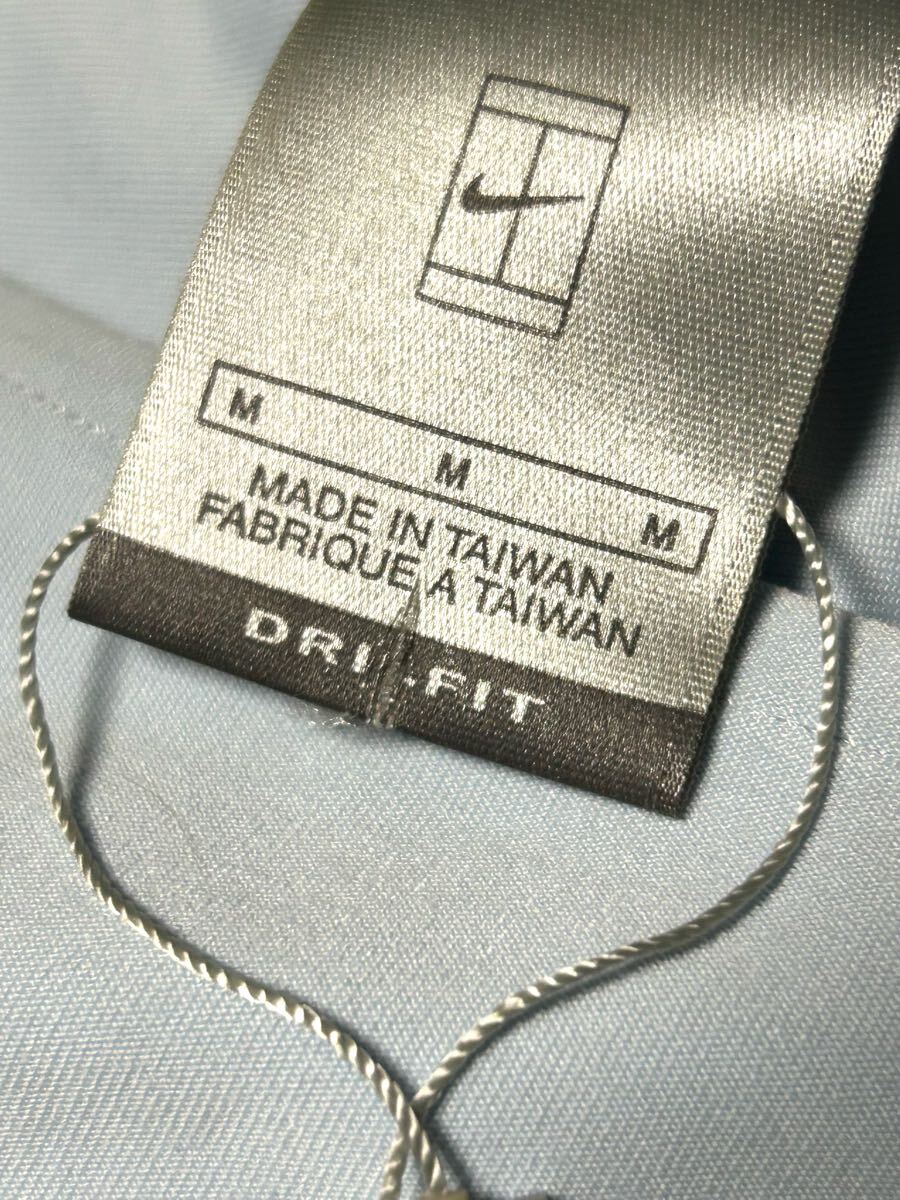 M M M
MADE IN TAIWAN
FABRIQUE A TAIWAN
DRI-FIT